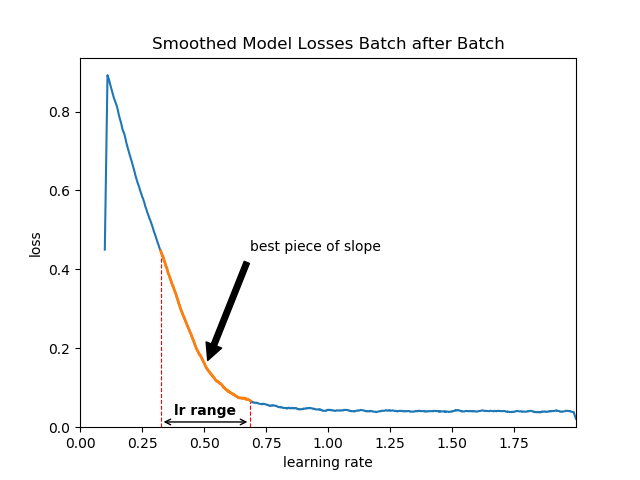 Smoothed Model Losses Batch after Batch
0.8
0.6
0.4
0.2
0.0
loss
best piece of slope
lr range
0.00 0.25 0.50 0.75 1.00 1.25 1.50 1.75
learning rate